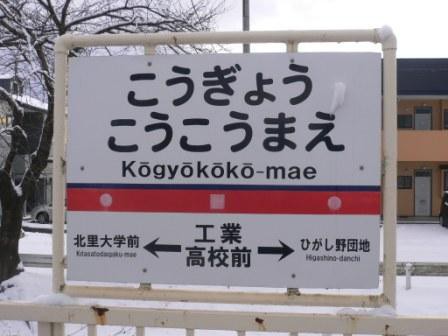 こうぎょう
こうこうまえ
Kōgyōkōkō-mae
北里大学前
Kitasatodaigaku-mae
工業
高校前
ひがし野団地
Higashino-danchi